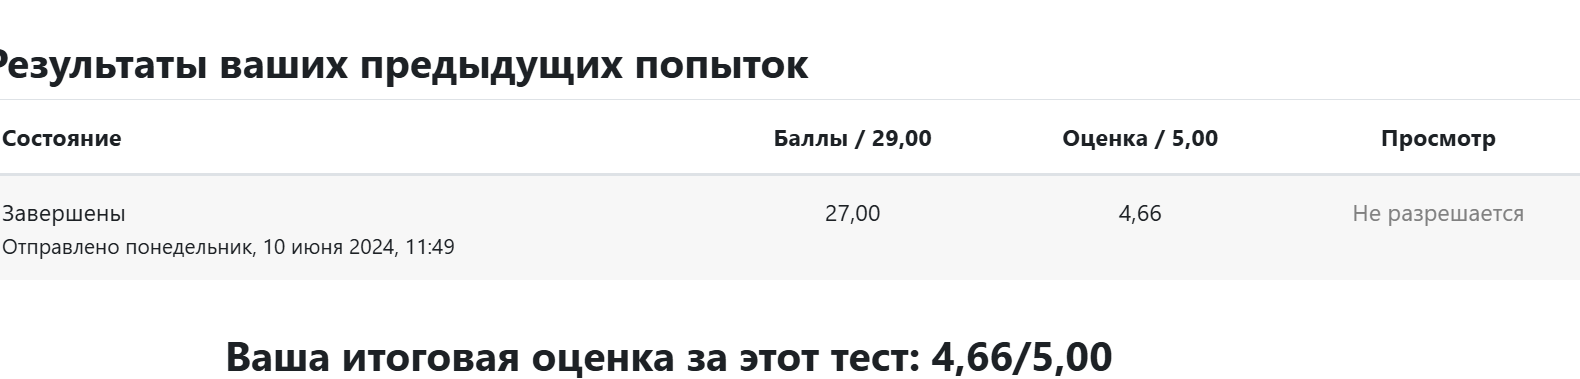 Результаты ваших предыдущих попыток
Состояние Баллы / 29,00 Оценка / 5,00 Просмотр
Завершены 27,00 4,66 Не разрешается
Отправлено понедельник, 10 июня 2024, 11:49
Ваша итоговая оценка за этот тест: 4,66/5,00